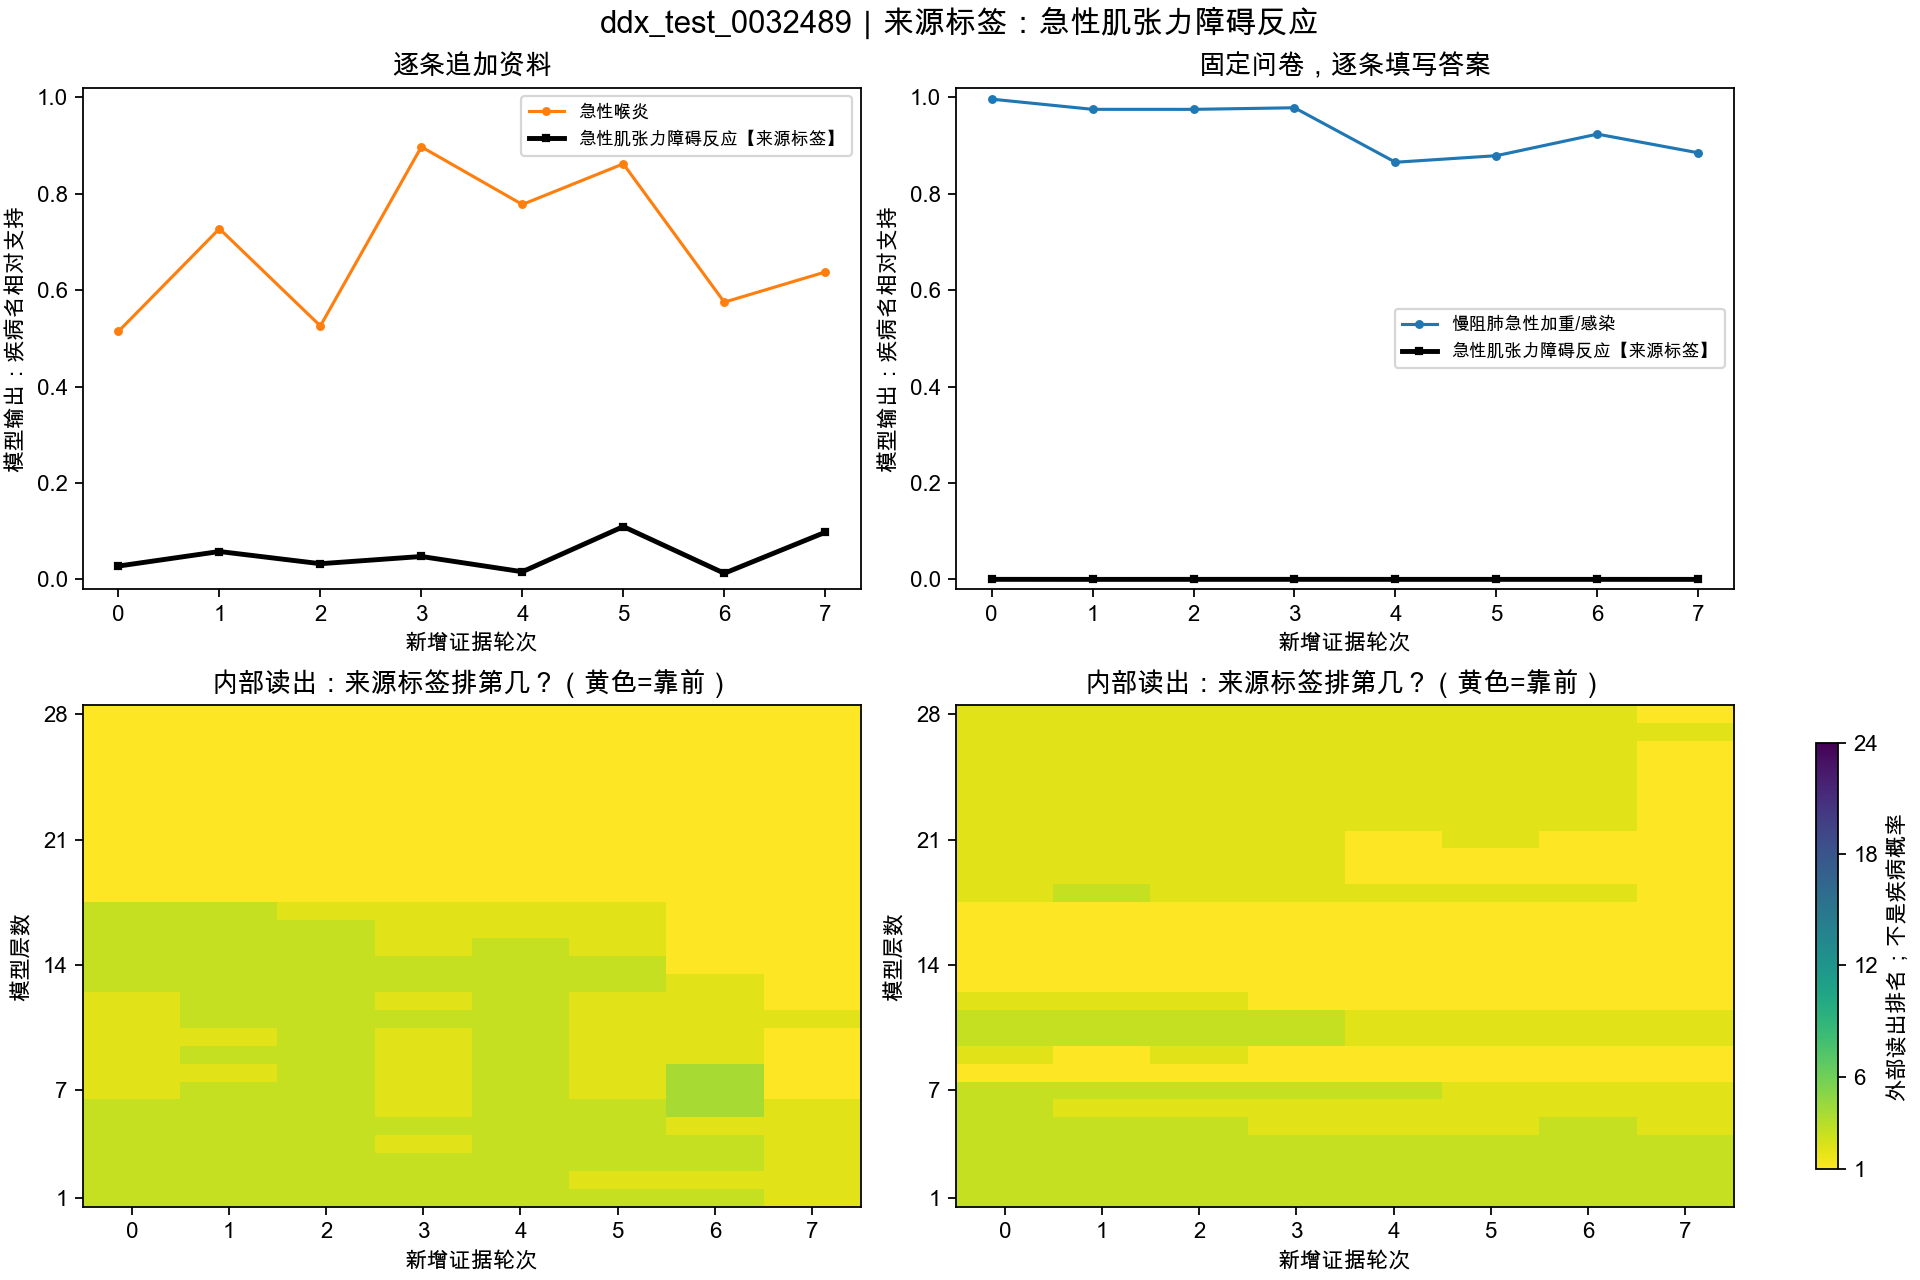 ddx_test_0032489 | 来源标签：急性肌张力障碍反应
逐条追加资料
模型输出：疾病名相对支持
1.0
0.8
0.6
0.4
0.2
0.0
急性喉炎
急性肌张力障碍反应【来源标签】
0 1 2 3 4 5 6 7
新增证据轮次
固定问卷，逐条填写答案
模型输出：疾病名相对支持
1.0
0.8
0.6
0.4
0.2
0.0
慢阻肺急性加重/感染
急性肌张力障碍反应【来源标签】
0 1 2 3 4 5 6 7
新增证据轮次
内部读出：来源标签排第几？（黄色=靠前）
模型层数
28
21
14
7
1
0 1 2 3 4 5 6 7
新增证据轮次
内部读出：来源标签排第几？（黄色=靠前）
模型层数
28
21
14
7
1
0 1 2 3 4 5 6 7
新增证据轮次
24
18
12
6
1
外部读出排名；不是疾病概率